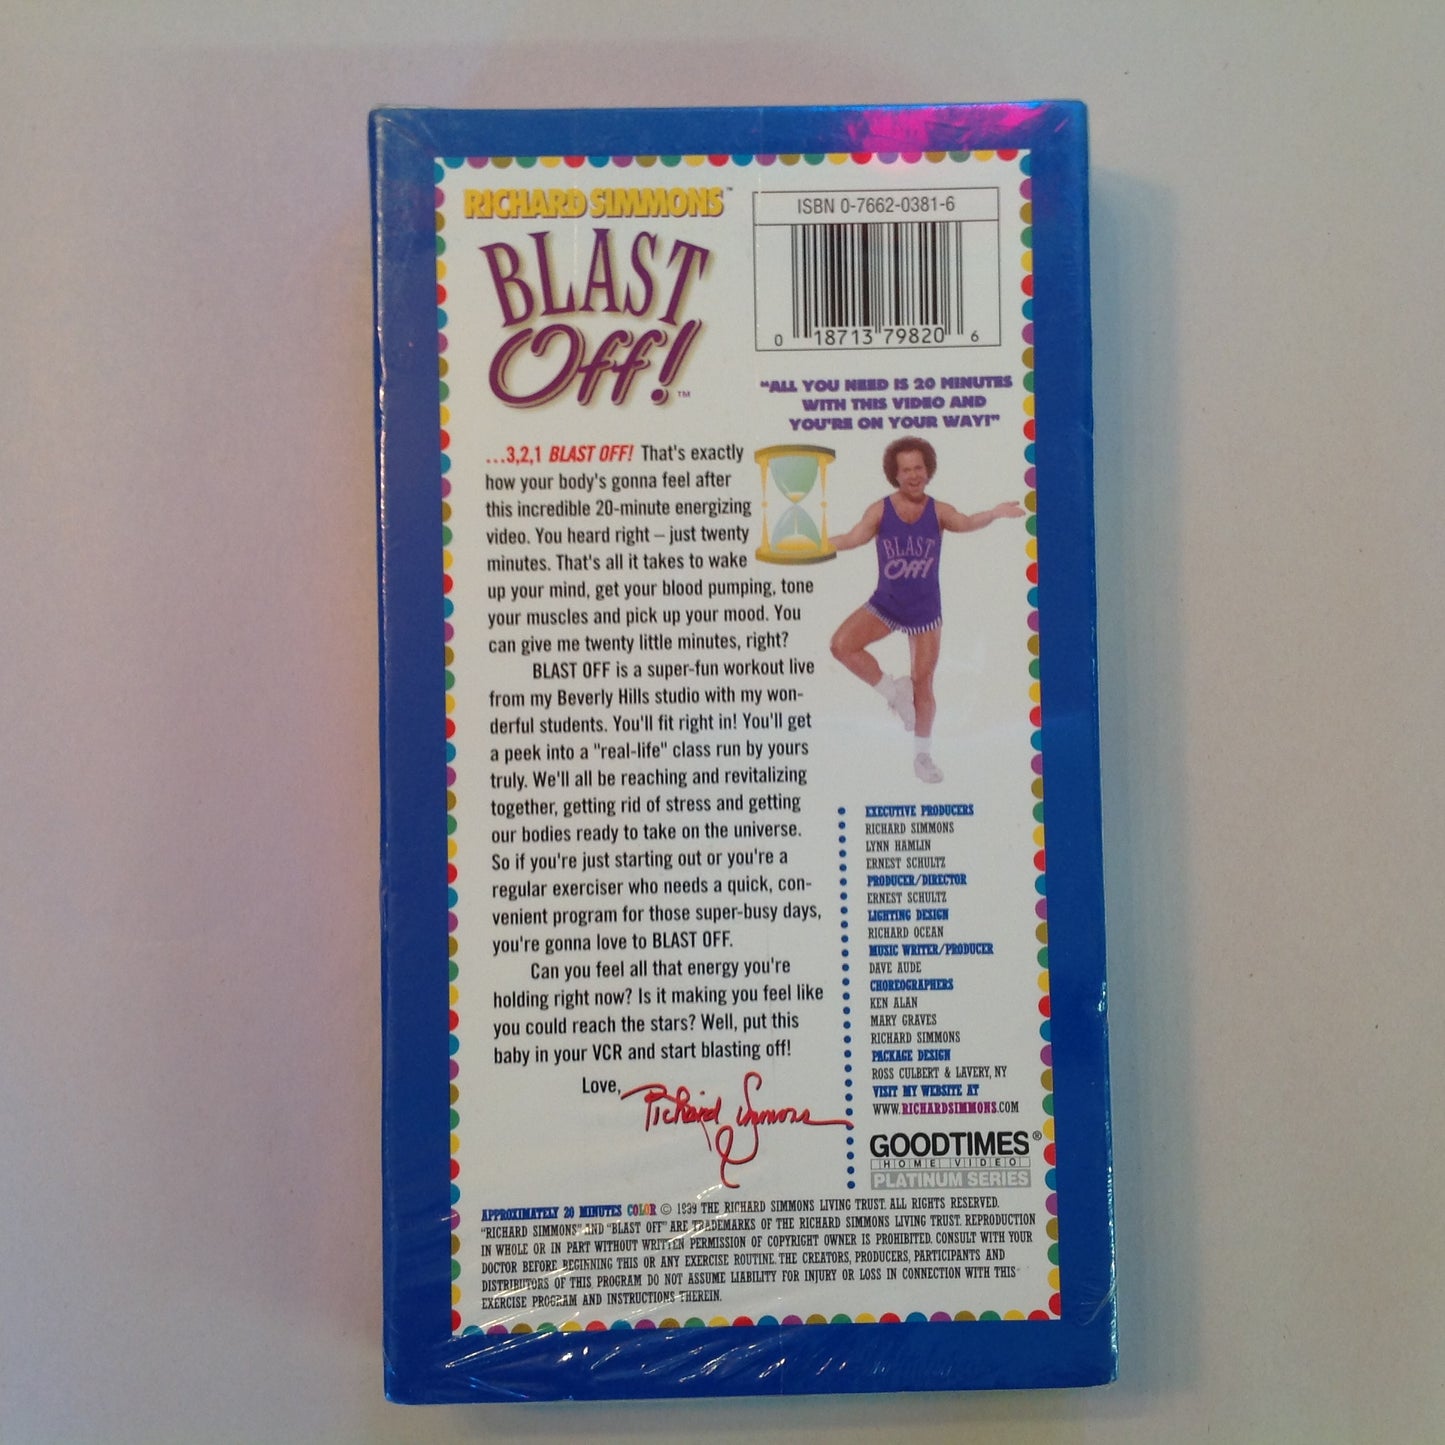 RICHARD SIMMONS™
BLAST
Off!™
ISBN 0-7662-0381-6
0 18713 79820 6
"ALL YOU NEED IS 20 MINUTES
WITH THIS VIDEO AND
YOU'RE ON YOUR WAY!"
BLAST
Off!
...3,2,1 BLAST OFF! That's exactly
how your body's gonna feel after
this incredible 20-minute energizing
video. You heard right – just twenty
minutes. That's all it takes to wake
up your mind, get your blood pumping, tone
your muscles and pick up your mood. You
can give me twenty little minutes, right?
BLAST OFF is a super-fun workout live
from my Beverly Hills studio with my won-
derful students. You'll fit right in! You'll get
a peek into a "real-life" class run by yours
truly. We'll all be reaching and revitalizing
together, getting rid of stress and getting
our bodies ready to take on the universe.
So if you're just starting out or you're a
regular exerciser who needs a quick, con-
venient program for those super-busy days,
you're gonna love to BLAST OFF.
Can you feel all that energy you're
holding right now? Is it making you feel like
you could reach the stars? Well, put this
baby in your VCR and start blasting off!
Love,
Richard Simmons
EXECUTIVE PRODUCERS
RICHARD SIMMONS
LYNN HAMLIN
ERNEST SCHULTZ
PRODUCER/DIRECTOR
ERNEST SCHULTZ
LIGHTING DESIGN
RICHARD OCEAN
MUSIC WRITER/PRODUCER
DAVE AUDE
CHOREOGRAPHERS
KEN ALAN
MARY GRAVES
RICHARD SIMMONS
PACKAGE DESIGN
ROSS CULBERT & LAVERY, NY
VISIT MY WEBSITE AT
WWW.RICHARDSIMMONS.COM
GOODTIMES®
HOME VIDEO
PLATINUM SERIES
APPROXIMATELY 20 MINUTES COLOR © 1999 THE RICHARD SIMMONS LIVING TRUST. ALL RIGHTS RESERVED.
"RICHARD SIMMONS" AND "BLAST OFF" ARE TRADEMARKS OF THE RICHARD SIMMONS LIVING TRUST. REPRODUCTION
IN WHOLE OR IN PART WITHOUT WRITTEN PERMISSION OF COPYRIGHT OWNER IS PROHIBITED. CONSULT WITH YOUR
DOCTOR BEFORE BEGINNING THIS OR ANY EXERCISE ROUTINE. THE CREATORS, PRODUCERS, PARTICIPANTS AND
DISTRIBUTORS OF THIS PROGRAM DO NOT ASSUME LIABILITY FOR INJURY OR LOSS IN CONNECTION WITH THIS
EXERCISE PROGRAM AND INSTRUCTIONS THEREIN.